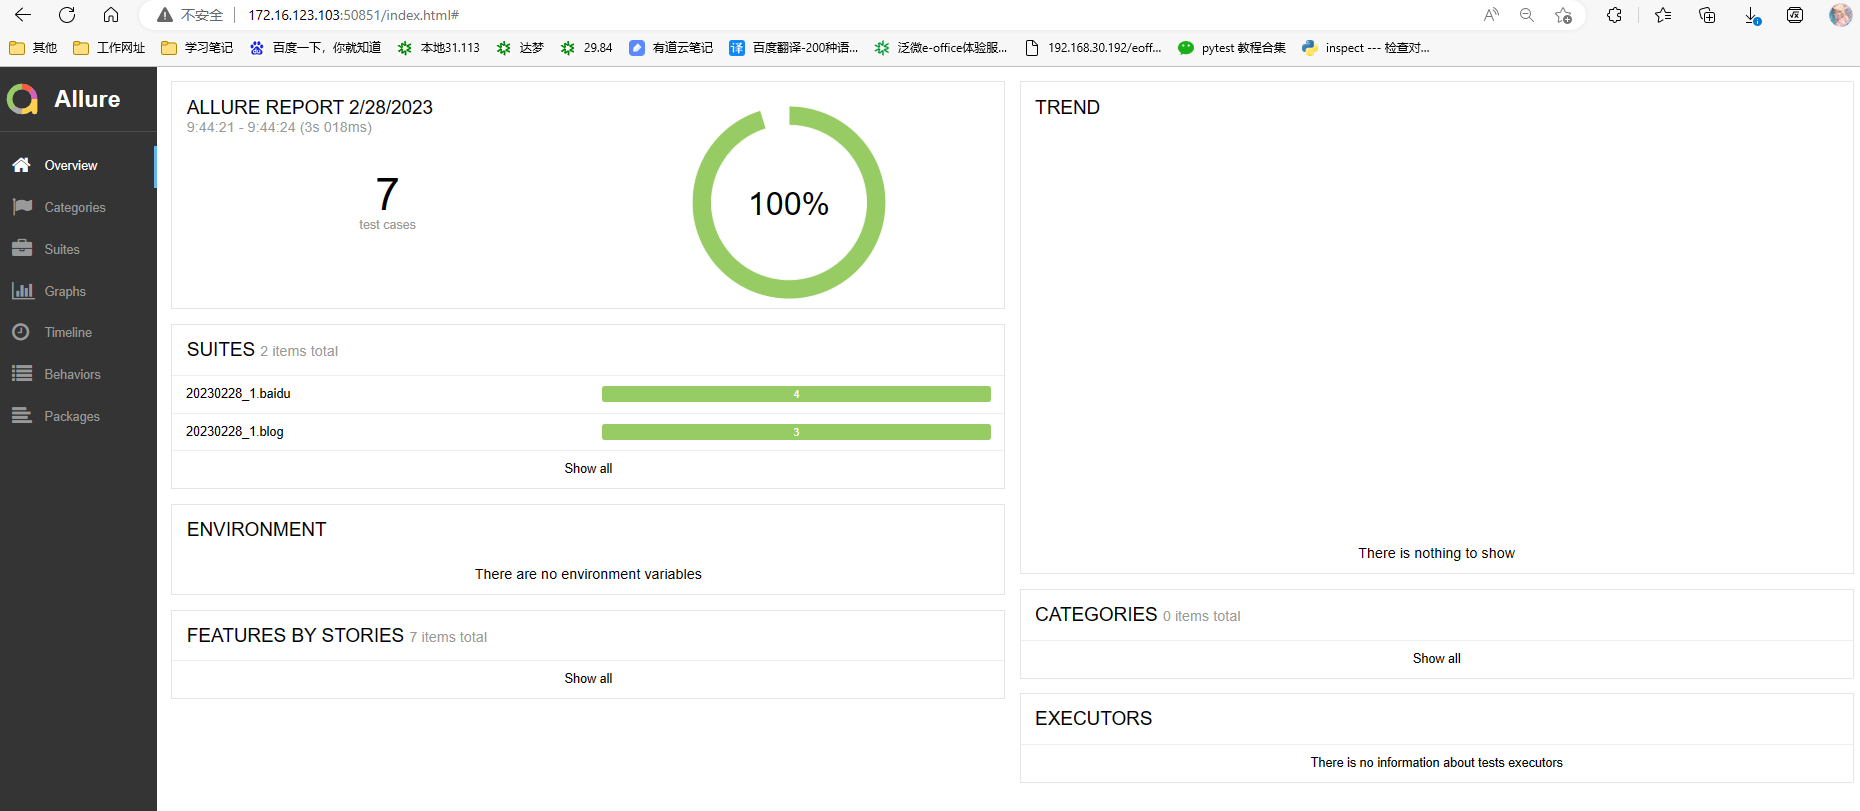 不安全 172.16.123.103:50851/index.html#
其他 工作网址 学习笔记 百度一下，你就知道 本地31.113 达梦 29.84 有道云笔记 百度翻译-200种语... 泛微e-office体验服... 192.168.30.192/eoff... pytest 教程合集 inspect --- 检查对...
Allure
Overview
Categories
Suites
Graphs
Timeline
Behaviors
Packages
ALLURE REPORT 2/28/2023
9:44:21 - 9:44:24 (3s 018ms)
7
test cases
100%
SUITES 2 items total
20230228_1.baidu 4
20230228_1.blog 3
Show all
ENVIRONMENT
There are no environment variables
FEATURES BY STORIES 7 items total
Show all
TREND
There is nothing to show
CATEGORIES 0 items total
Show all
EXECUTORS
There is no information about tests executors